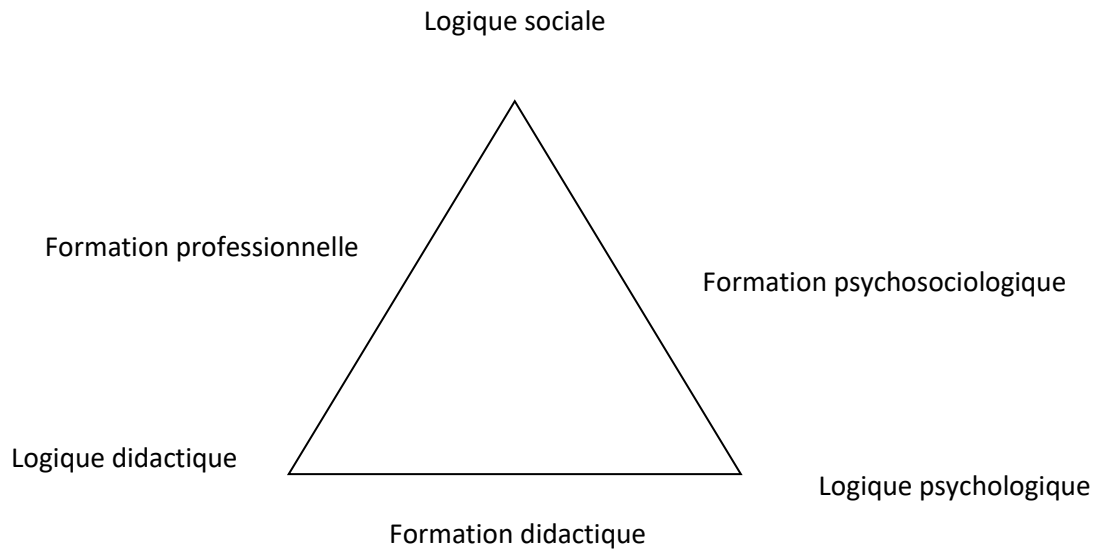 Logique sociale
Formation professionnelle
Formation psychosociologique
Logique didactique
Logique psychologique
Formation didactique